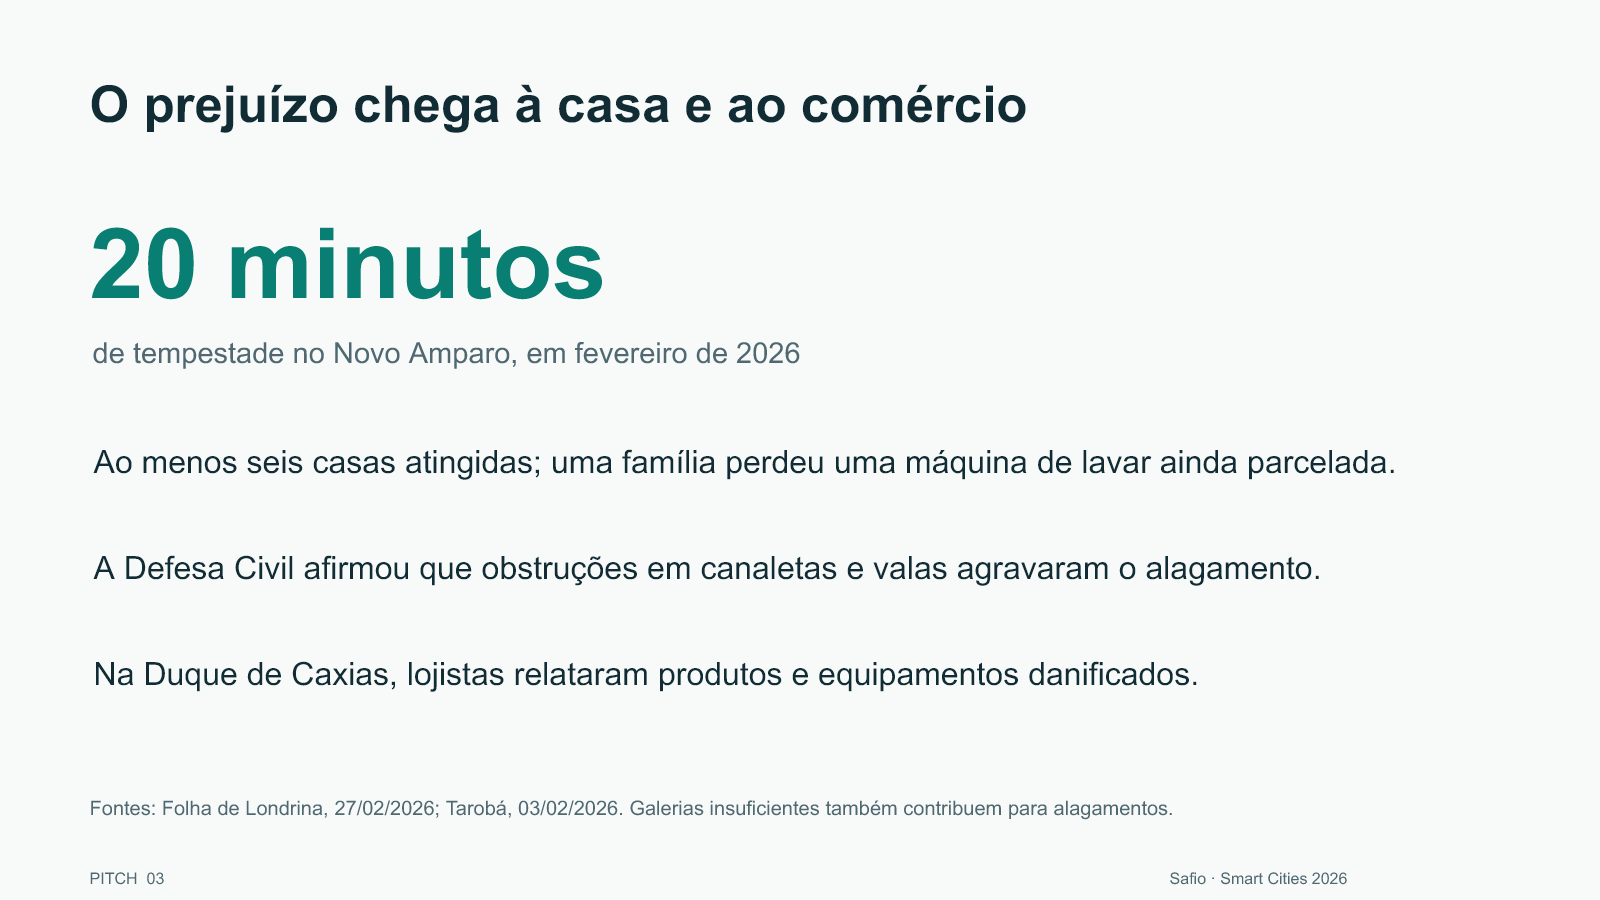 O prejuízo chega à casa e ao comércio
20 minutos
de tempestade no Novo Amparo, em fevereiro de 2026
Ao menos seis casas atingidas; uma família perdeu uma máquina de lavar ainda parcelada.
A Defesa Civil afirmou que obstruções em canaletas e valas agravaram o alagamento.
Na Duque de Caxias, lojistas relataram produtos e equipamentos danificados.
Fontes: Folha de Londrina, 27/02/2026; Tarobá, 03/02/2026. Galerias insuficientes também contribuem para alagamentos.
PITCH 03
Safio · Smart Cities 2026